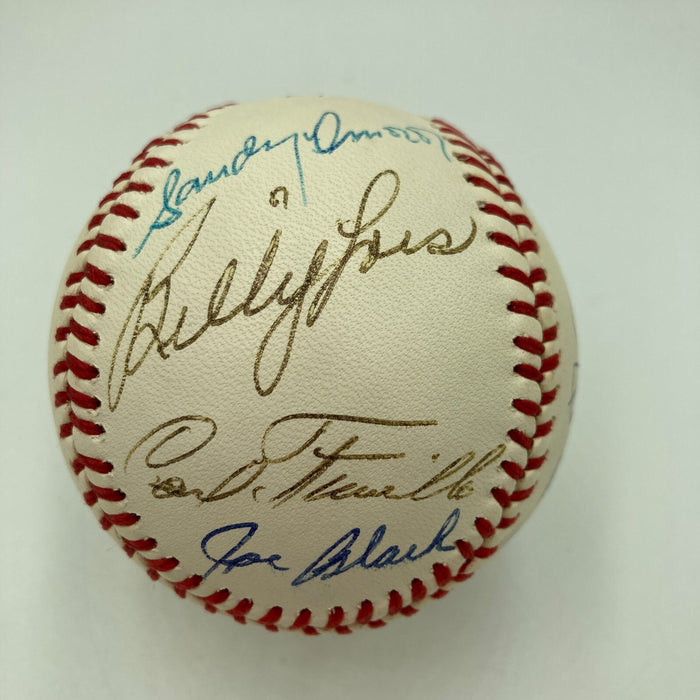 Sandy Amoros
Billy Loes
Carl Furillo
Joe Black